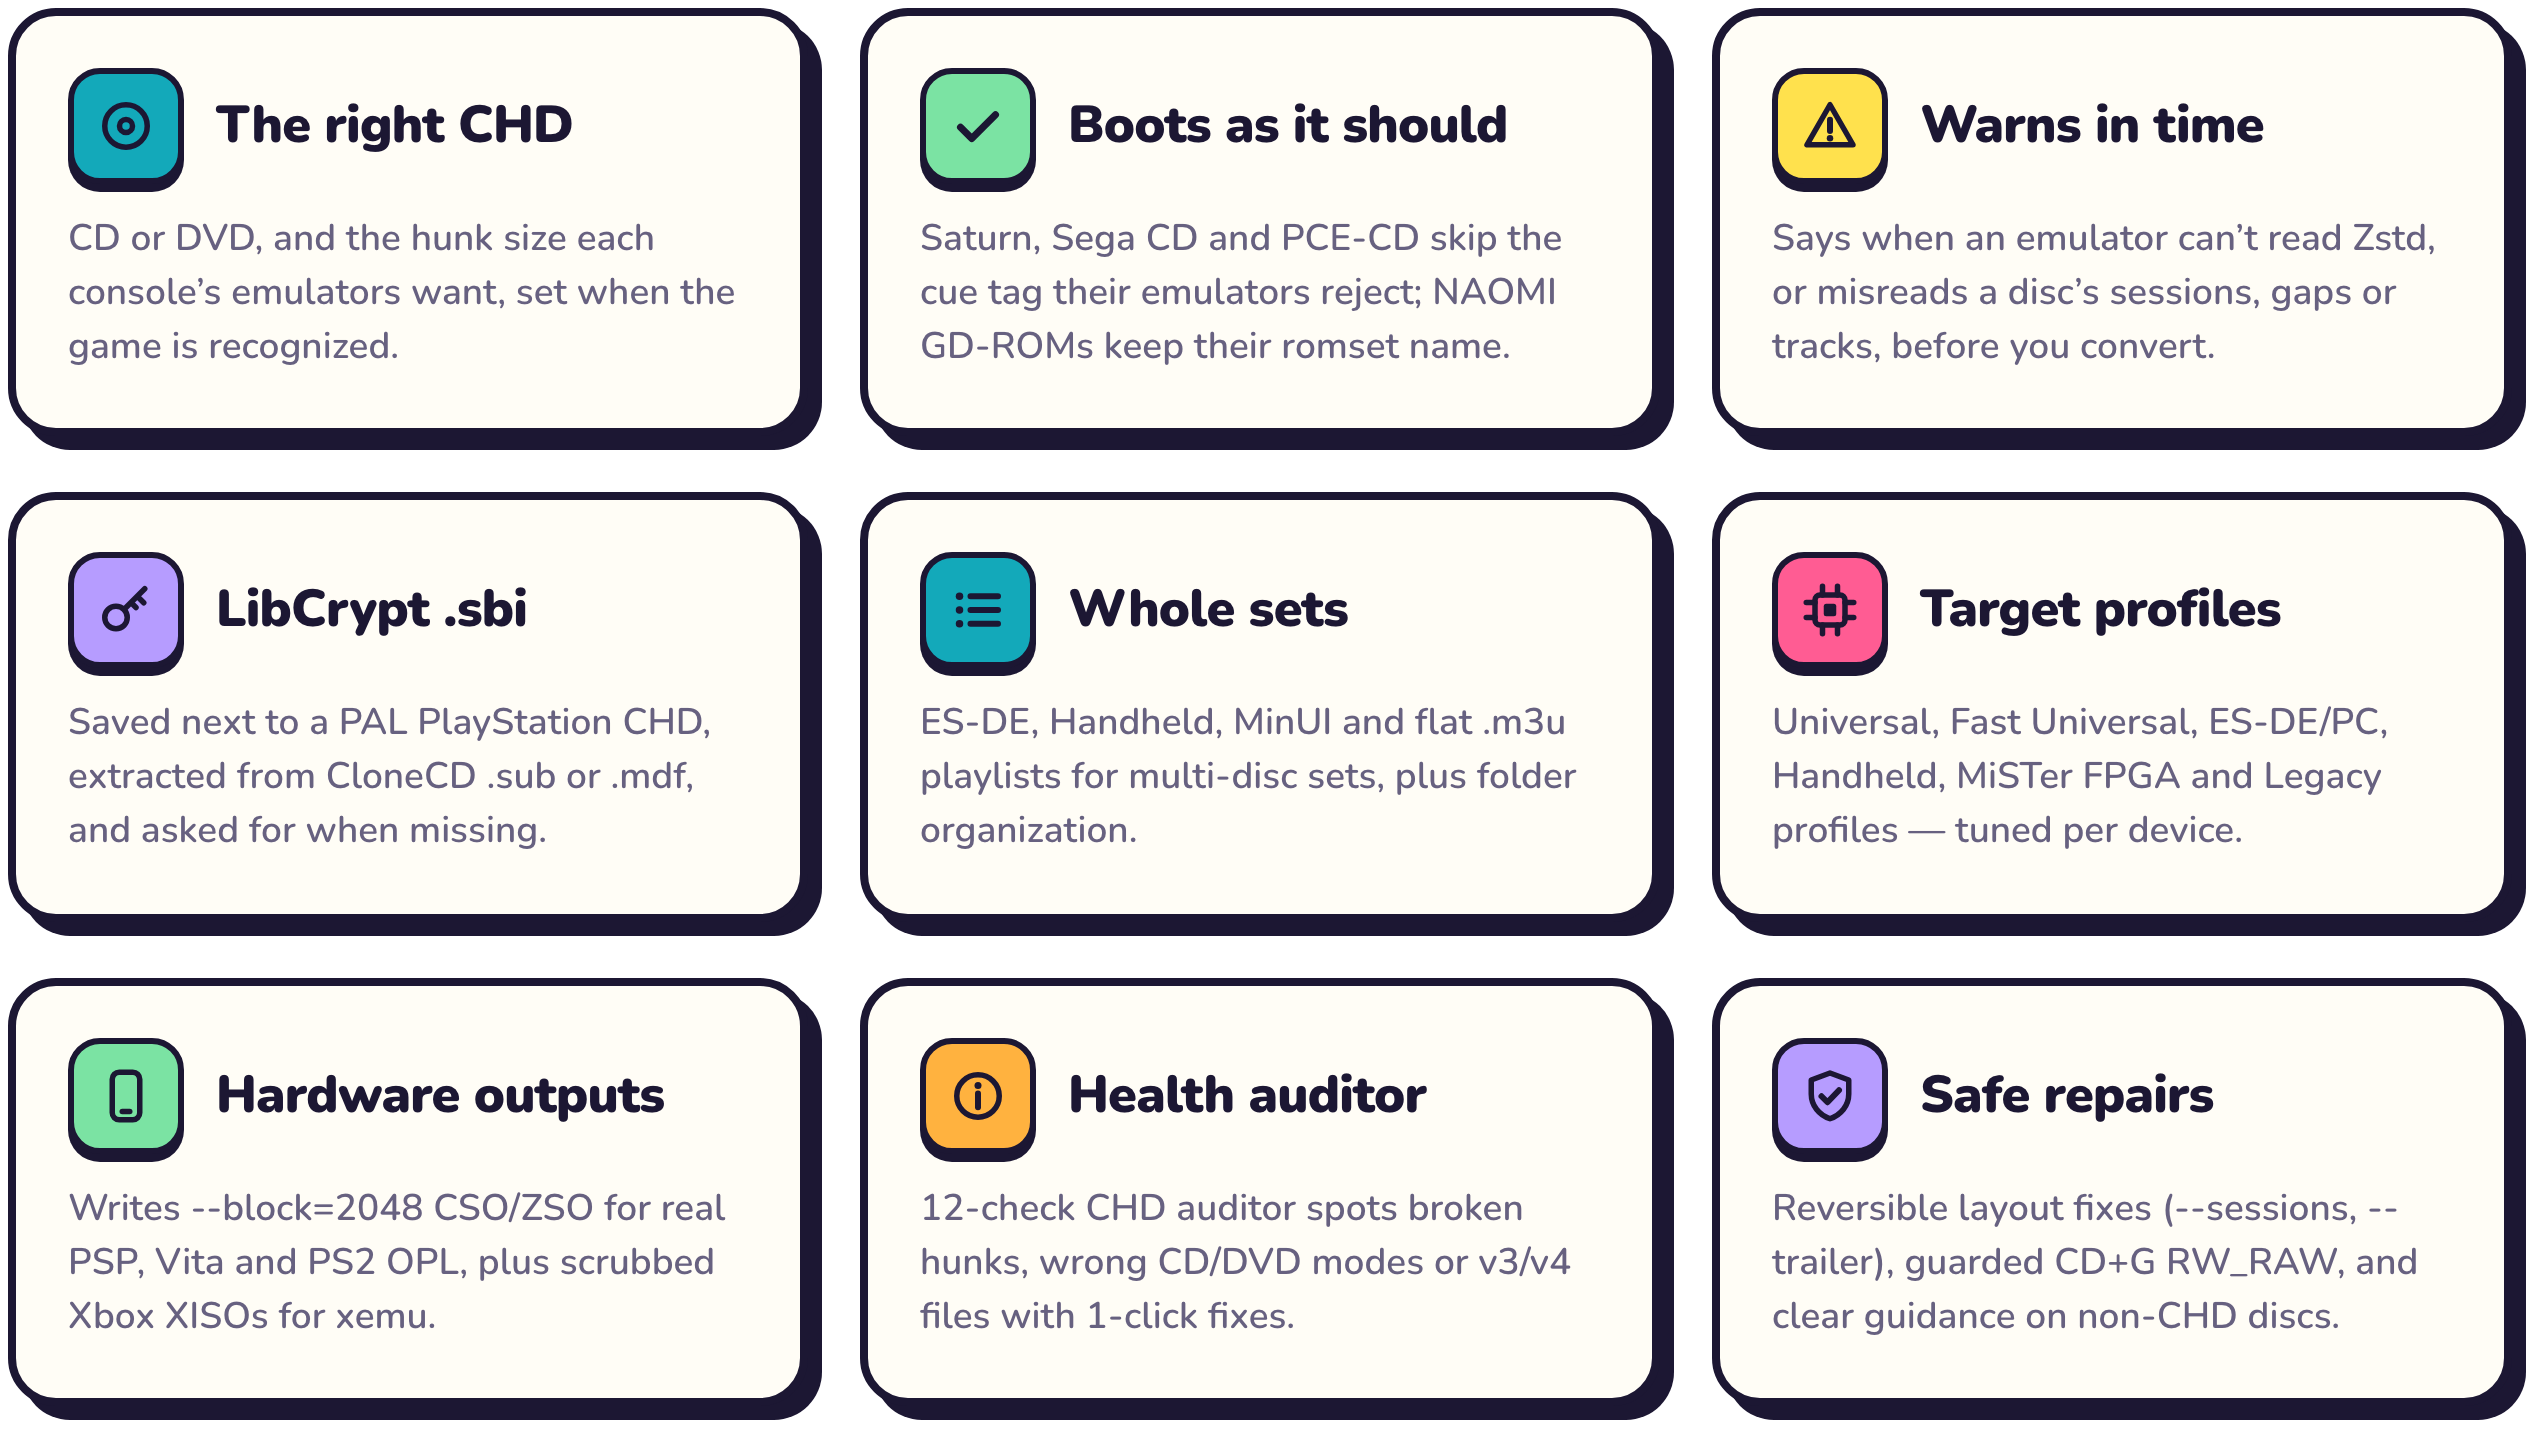 The right CHD
CD or DVD, and the hunk size each
console’s emulators want, set when the
game is recognized.
Boots as it should
Saturn, Sega CD and PCE-CD skip the
cue tag their emulators reject; NAOMI
GD-ROMs keep their romset name.
Warns in time
Says when an emulator can’t read Zstd,
or misreads a disc’s sessions, gaps or
tracks, before you convert.
LibCrypt .sbi
Saved next to a PAL PlayStation CHD,
extracted from CloneCD .sub or .mdf,
and asked for when missing.
Whole sets
ES-DE, Handheld, MinUI and flat .m3u
playlists for multi-disc sets, plus folder
organization.
Target profiles
Universal, Fast Universal, ES-DE/PC,
Handheld, MiSTer FPGA and Legacy
profiles — tuned per device.
Hardware outputs
Writes --block=2048 CSO/ZSO for real
PSP, Vita and PS2 OPL, plus scrubbed
Xbox XISOs for xemu.
Health auditor
12-check CHD auditor spots broken
hunks, wrong CD/DVD modes or v3/v4
files with 1-click fixes.
Safe repairs
Reversible layout fixes (--sessions, --
trailer), guarded CD+G RW_RAW, and
clear guidance on non-CHD discs.